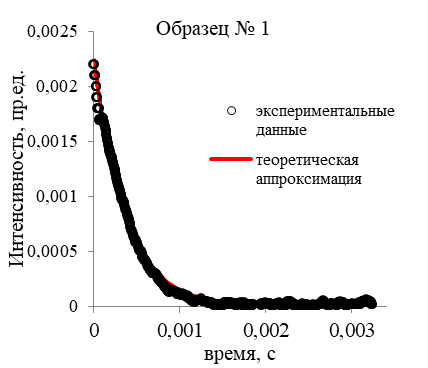 Образец № 1
Интенсивность, пр.ед.
0,0025
0,002
0,0015
0,001
0,0005
0
экспериментальные
данные
теоретическая
аппроксимация
0
0,001
0,002
0,003
время, с